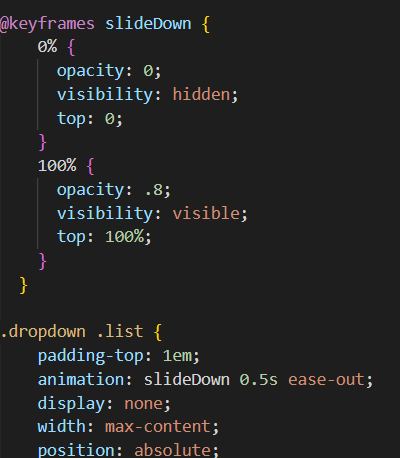 @keyframes slideDown {
0% {
opacity: 0;
visibility: hidden;
top: 0;
}
100% {
opacity: .8;
visibility: visible;
top: 100%;
}
}
.dropdown .list {
padding-top: 1em;
animation: slideDown 0.5s ease-out;
display: none;
width: max-content;
position: absolute;